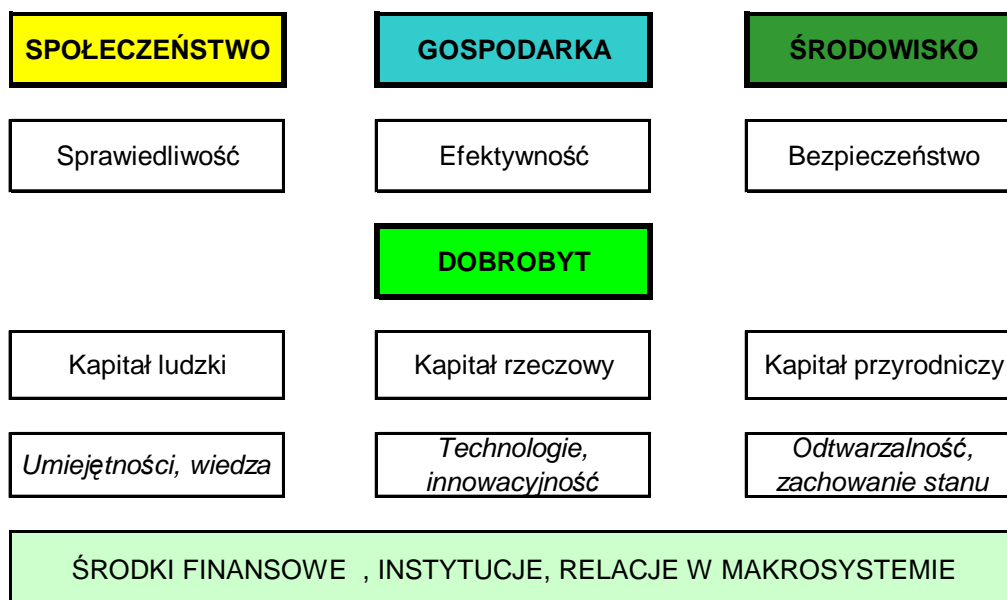 SPOŁECZEŃSTWO
GOSPODARKA
ŚRODOWISKO
Sprawiedliwość
Efektywność
Bezpieczeństwo
DOBROBYT
Kapitał ludzki
Kapitał rzeczowy
Kapitał przyrodniczy
Umiejętności, wiedza
Technologie,
innowacyjność
Odtwarzalność,
zachowanie stanu
ŚRODKI FINANSOWE , INSTYTUCJE, RELACJE W MAKROSYSTEMIE